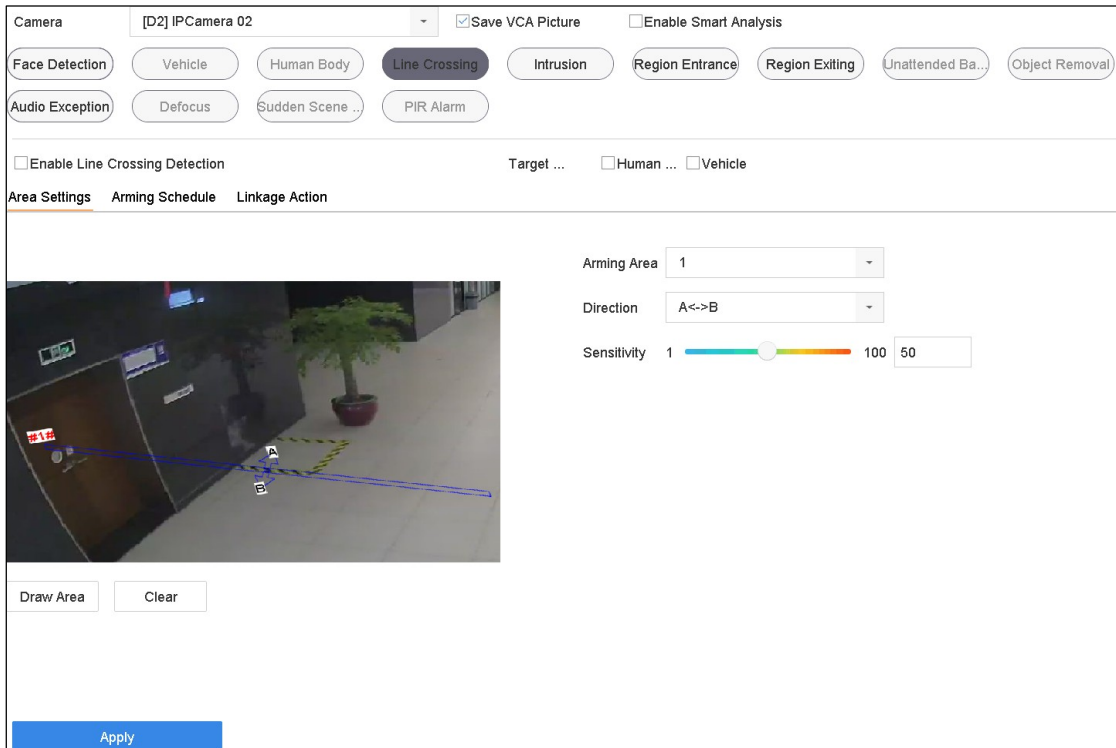 Camera [D2] IPCamera 02 Save VCA Picture Enable Smart Analysis
Face Detection Vehicle Human Body Line Crossing Intrusion Region Entrance Region Exiting Unattended Ba... Object Removal
Audio Exception Defocus Sudden Scene ... PIR Alarm
Enable Line Crossing Detection Target ... Human ... Vehicle
Area Settings Arming Schedule Linkage Action
Arming Area 1
Direction A<->B
Sensitivity 1 100 50
#1#
A
B
Draw Area Clear
Apply